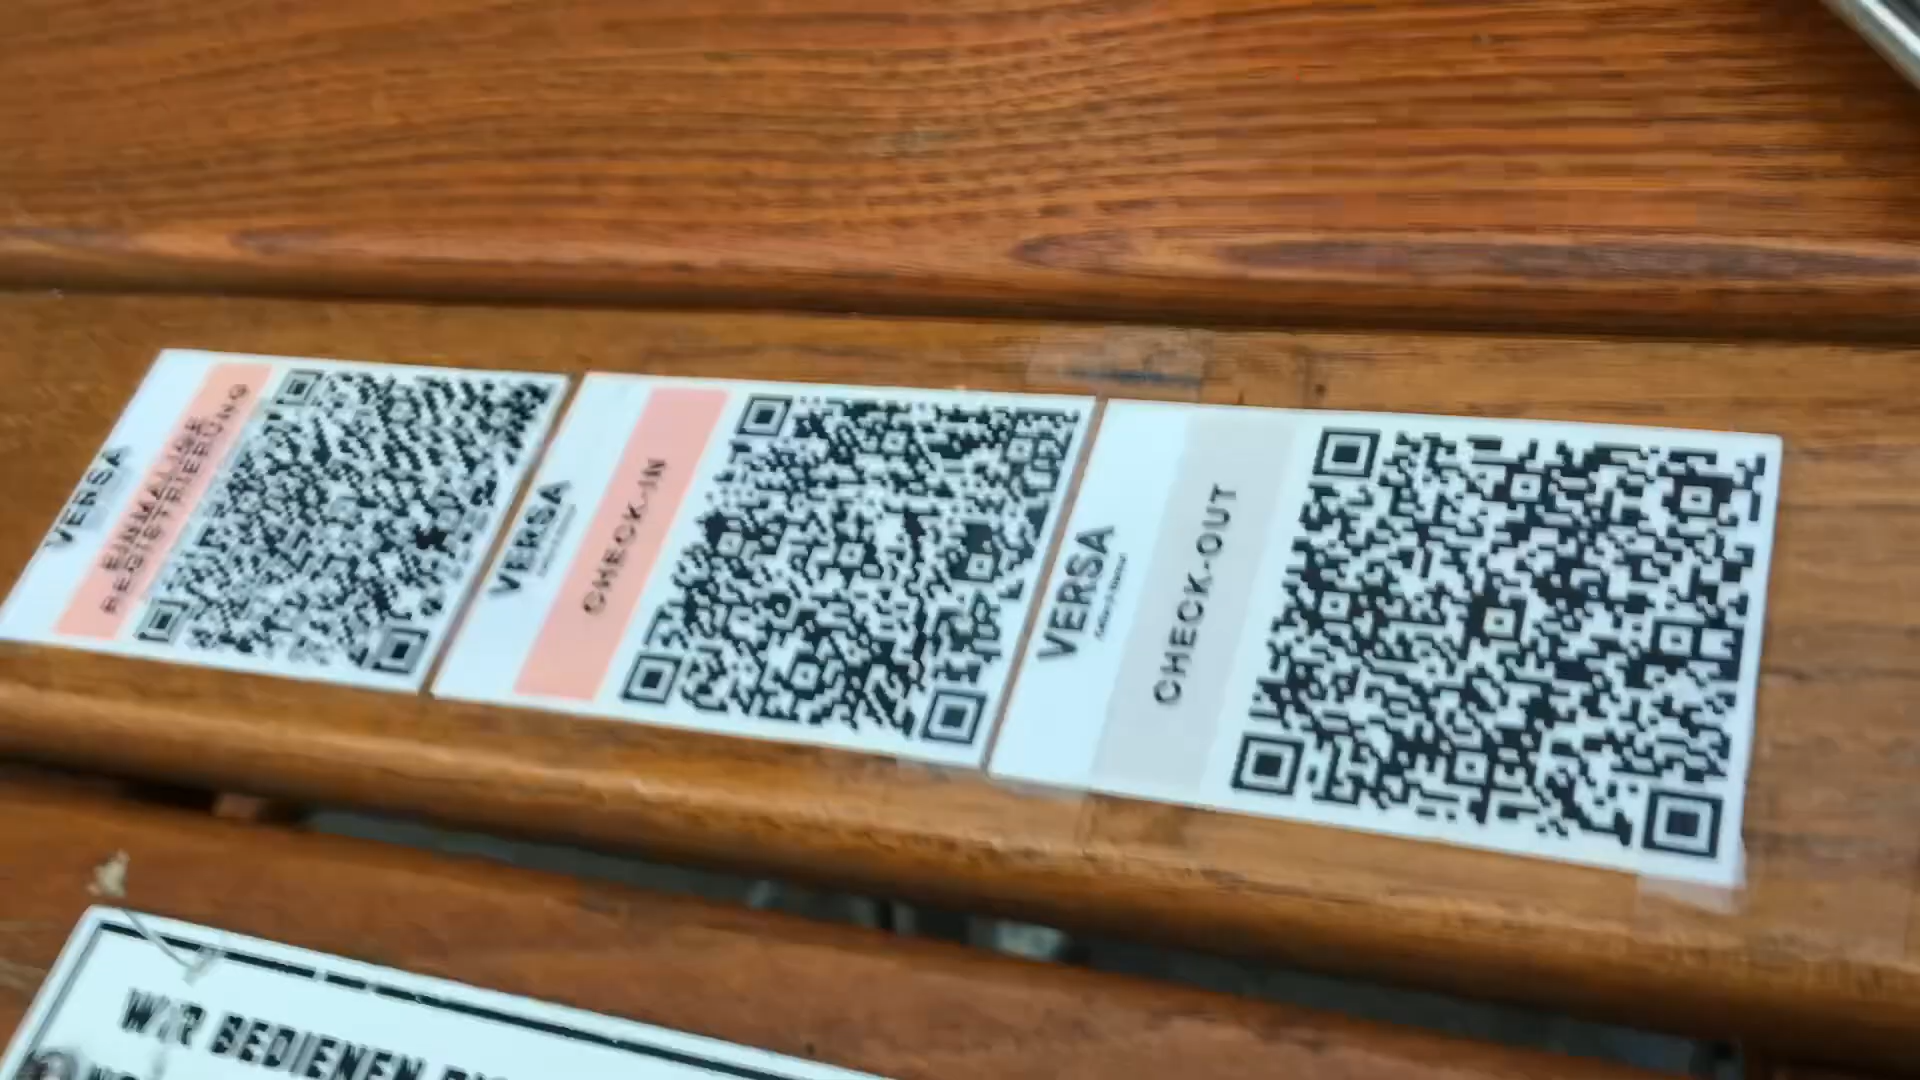 VERSA
EINMALIGE
REGISTRIERUNG
VERSA
CHECK-IN
VERSA
CHECK-OUT
WIR BEDIENEN